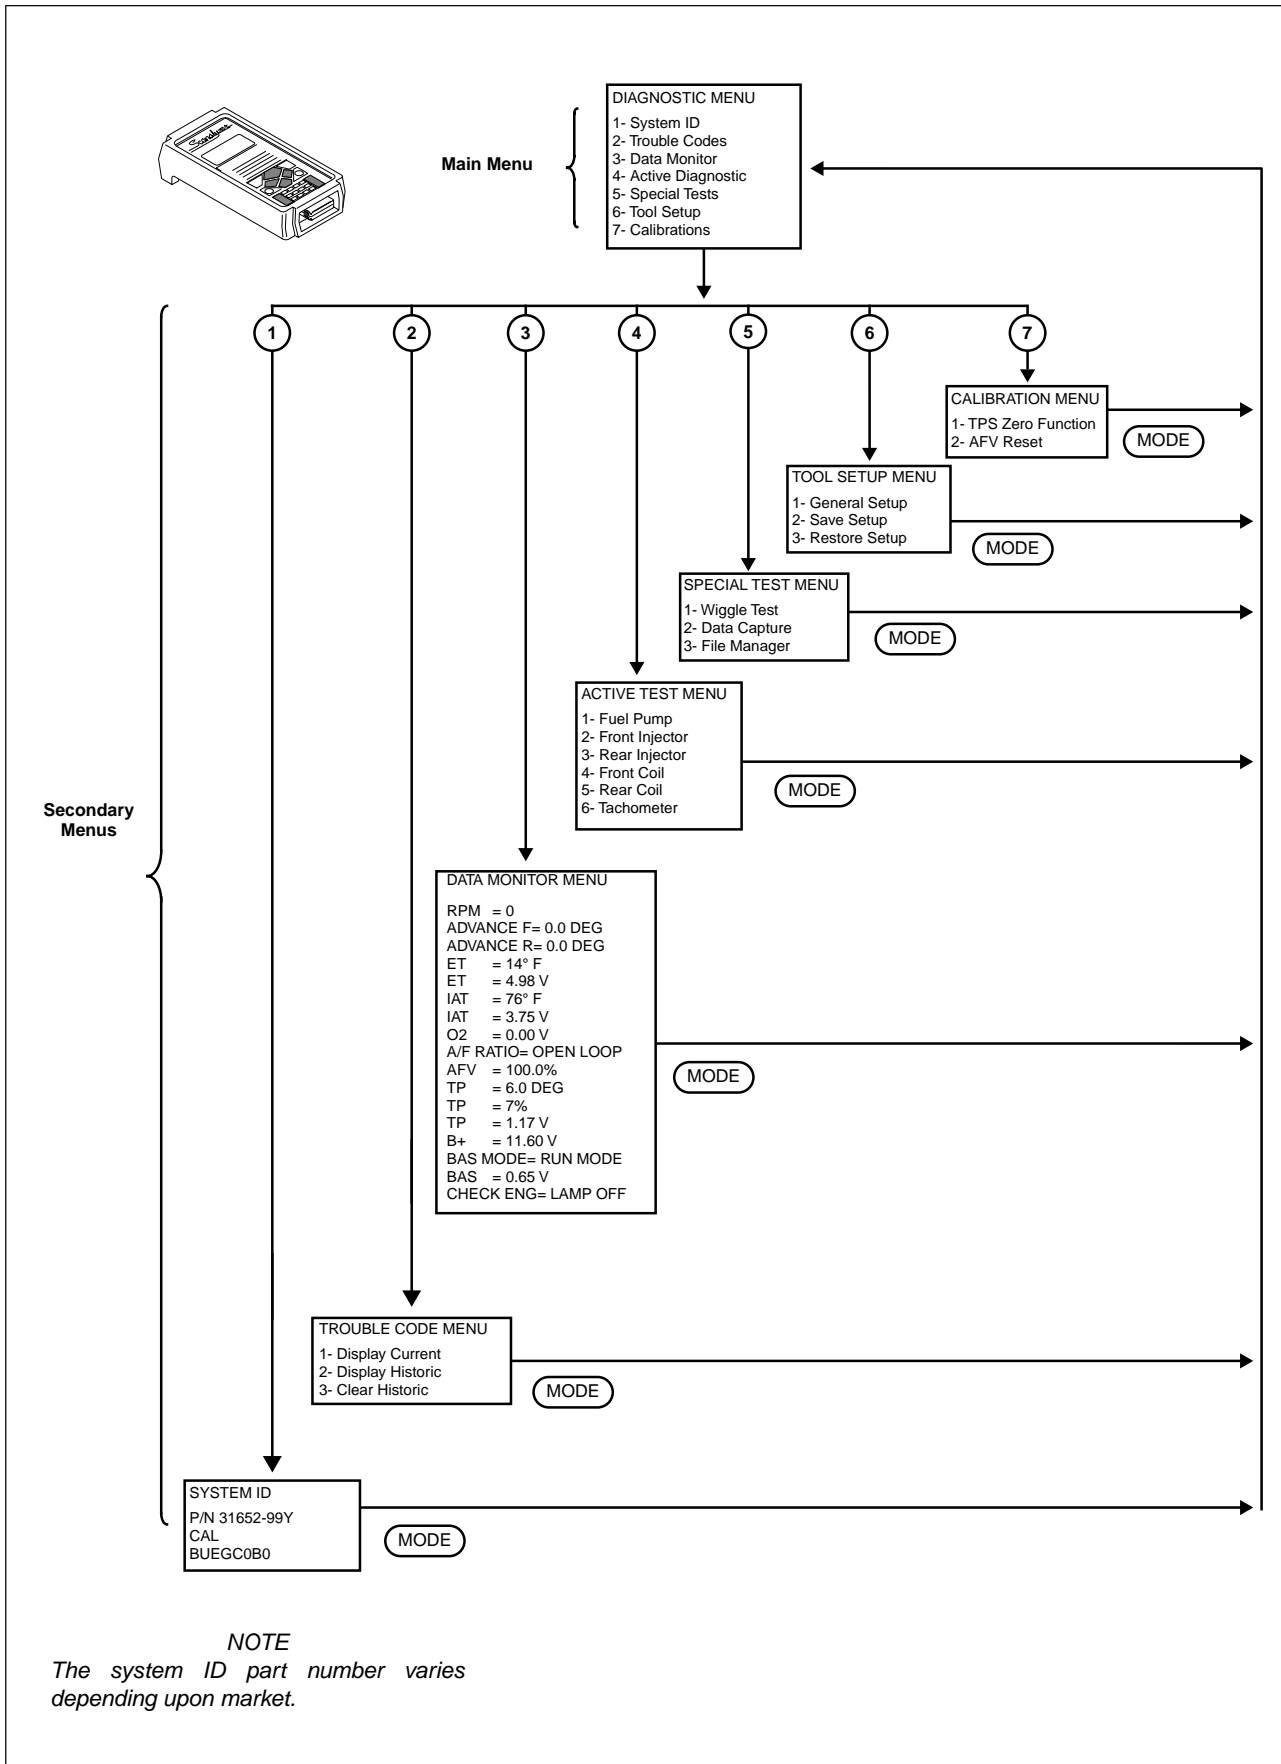 DIAGNOSTIC MENU
1- System ID
2- Trouble Codes
3- Data Monitor
4- Active Diagnostic
5- Special Tests
6- Tool Setup
7- Calibrations
Scanalyzer
Main Menu
1 2 3 4 5 6 7
CALIBRATION MENU
1- TPS Zero Function
2- AFV Reset
MODE
TOOL SETUP MENU
1- General Setup
2- Save Setup
3- Restore Setup
MODE
SPECIAL TEST MENU
1- Wiggle Test
2- Data Capture
3- File Manager
MODE
ACTIVE TEST MENU
1- Fuel Pump
2- Front Injector
3- Rear Injector
4- Front Coil
5- Rear Coil
6- Tachometer
MODE
Secondary
Menus
DATA MONITOR MENU
RPM = 0
ADVANCE F= 0.0 DEG
ADVANCE R= 0.0 DEG
ET = 14° F
ET = 4.98 V
IAT = 76° F
IAT = 3.75 V
O2 = 0.00 V
A/F RATIO= OPEN LOOP
AFV = 100.0%
TP = 6.0 DEG
TP = 7%
TP = 1.17 V
B+ = 11.60 V
BAS MODE= RUN MODE
BAS = 0.65 V
CHECK ENG= LAMP OFF
MODE
TROUBLE CODE MENU
1- Display Current
2- Display Historic
3- Clear Historic
MODE
SYSTEM ID
P/N 31652-99Y
CAL
BUEGC0B0
MODE
NOTE
The system ID part number varies
depending upon market.